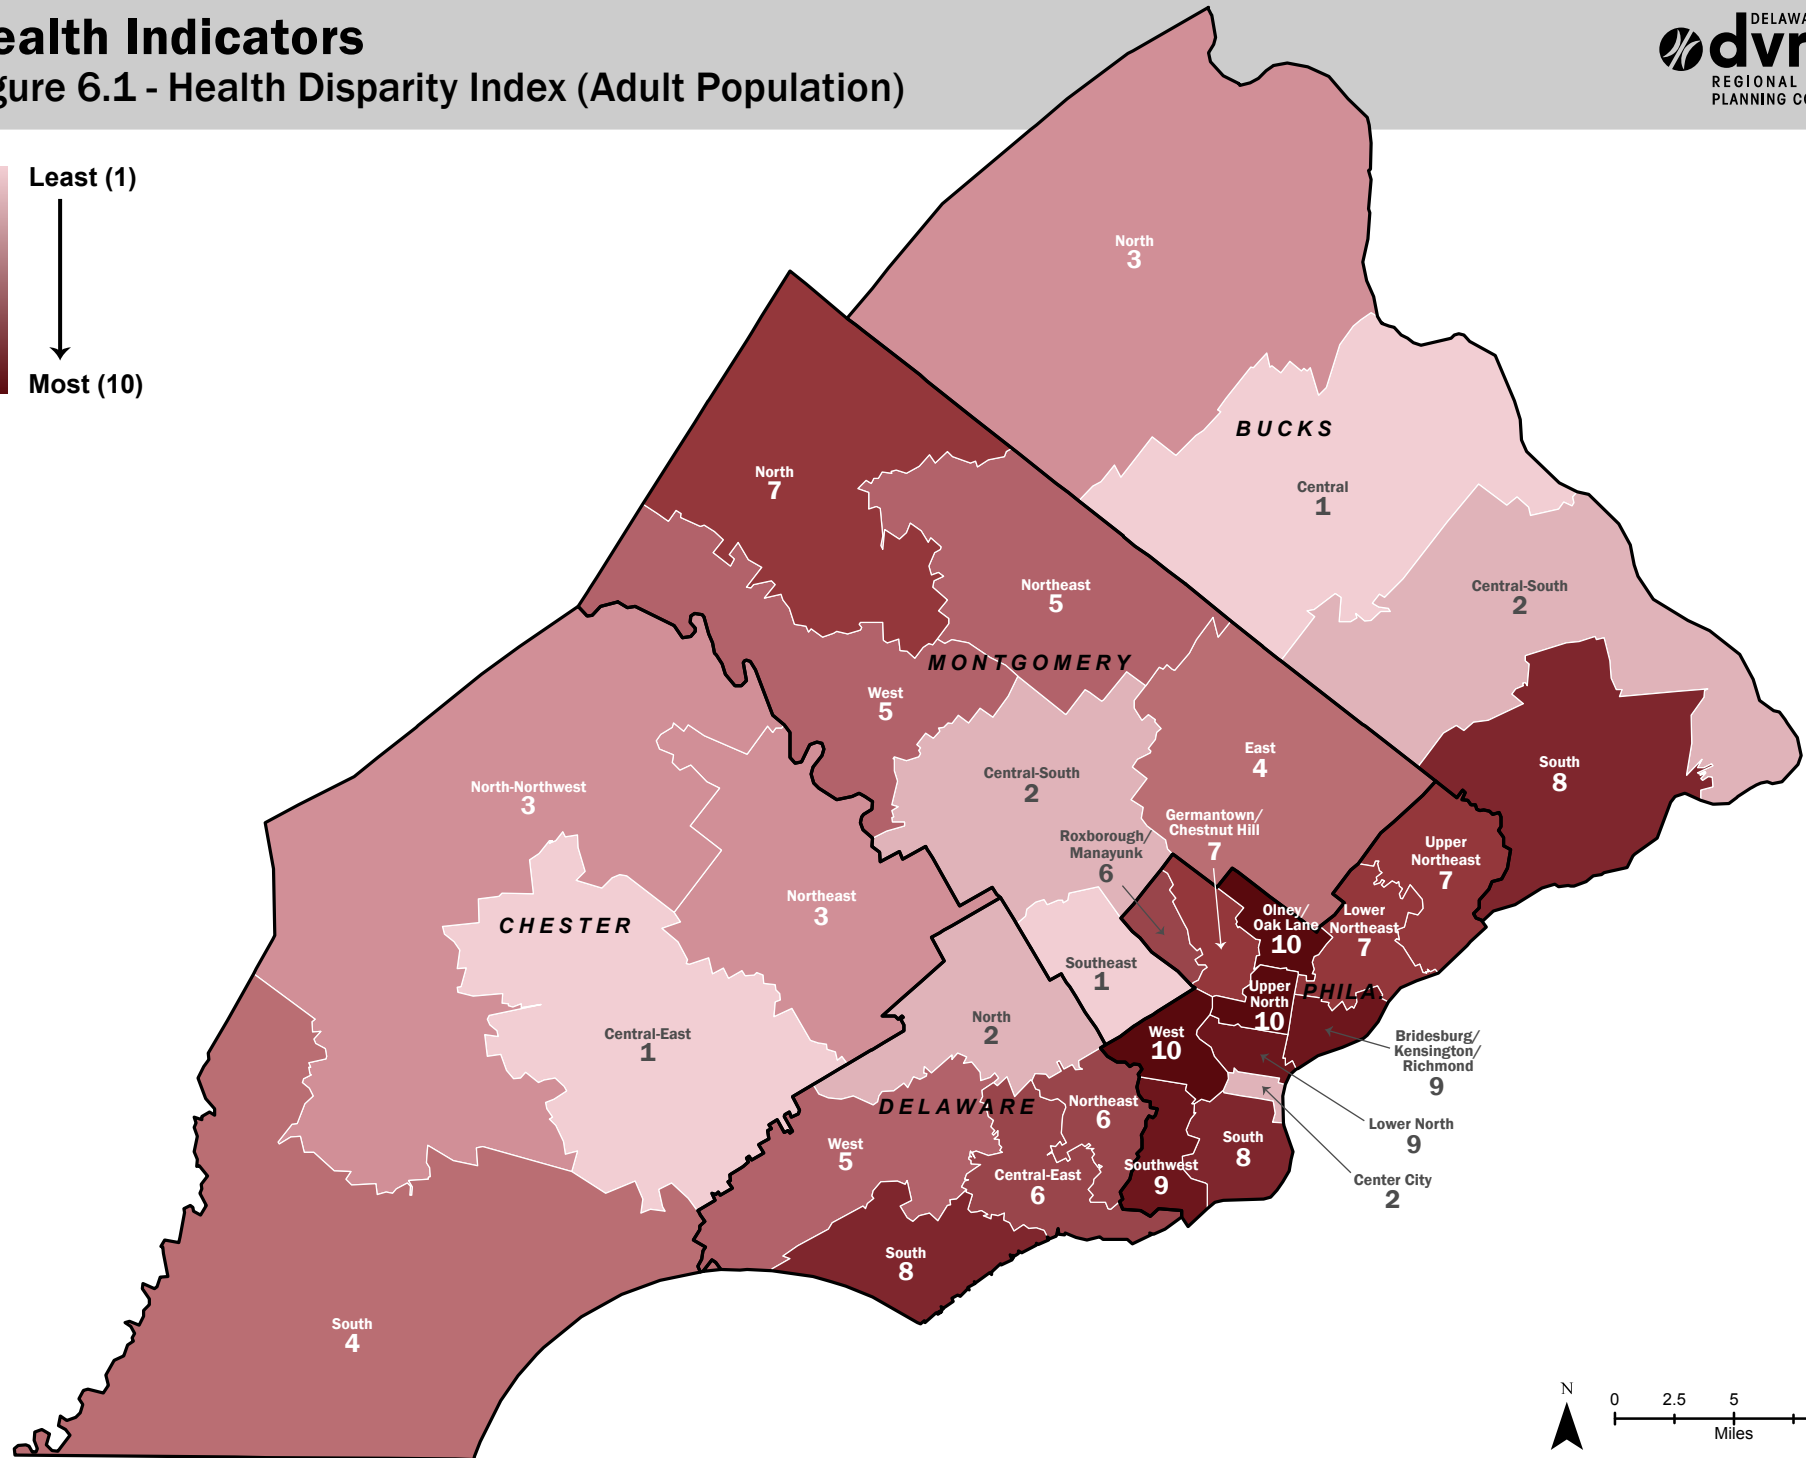 ealth Indicators
gure 6.1 - Health Disparity Index (Adult Population)
DELAWA
dvr
REGIONAL
PLANNING CO
Least (1)
Most (10)
North
3
BUCKS
Central
1
Central-South
2
South
8
North
7
Northeast
5
MONTGOMERY
West
5
Central-South
2
East
4
Southeast
1
Roxborough/
Manayunk
6
Germantown/
Chestnut Hill
7
Olney/
Oak Lane
10
Upper
Northeast
7
Lower
Northeast
7
Upper
North
10
PHILA.
West
10
Bridesburg/
Kensington/
Richmond
9
Lower North
9
Center City
2
South
8
Southwest
9
North-Northwest
3
Northeast
3
CHESTER
Central-East
1
South
4
North
2
DELAWARE
Northeast
6
West
5
Central-East
6
South
8
N
0 2.5 5
Miles